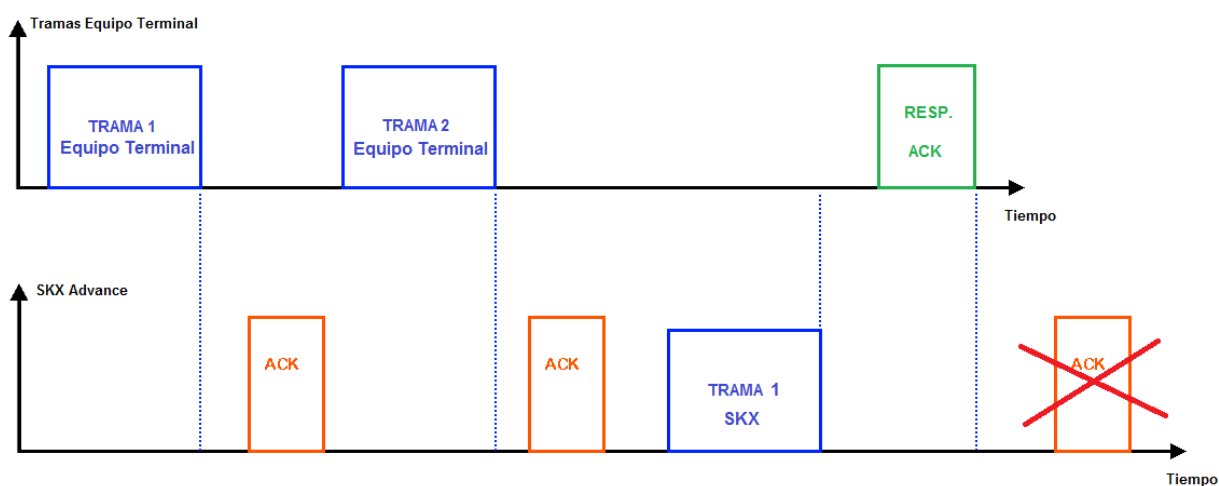 Tramas Equipo Terminal
TRAMA 1
Equipo Terminal
TRAMA 2
Equipo Terminal
RESP.
ACK
Tiempo
SKX Advance
ACK
ACK
TRAMA 1
SKX
ACK
Tiempo